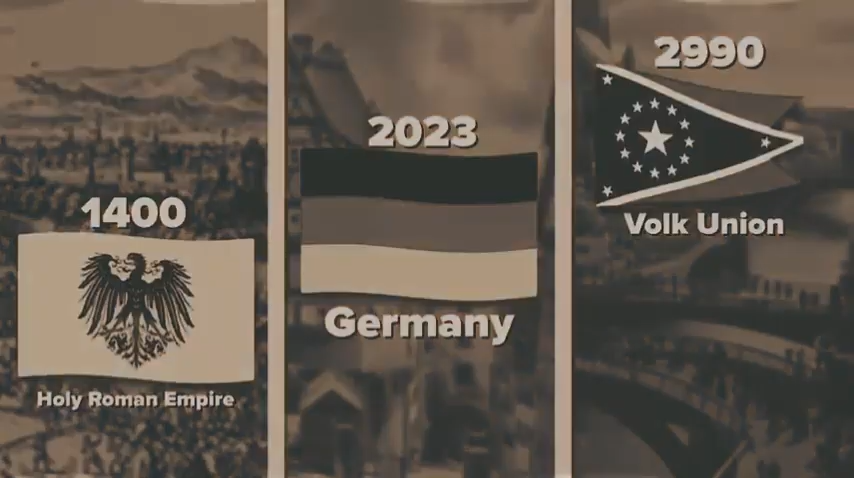 1400
Holy Roman Empire
2023
Germany
2990
Volk Union